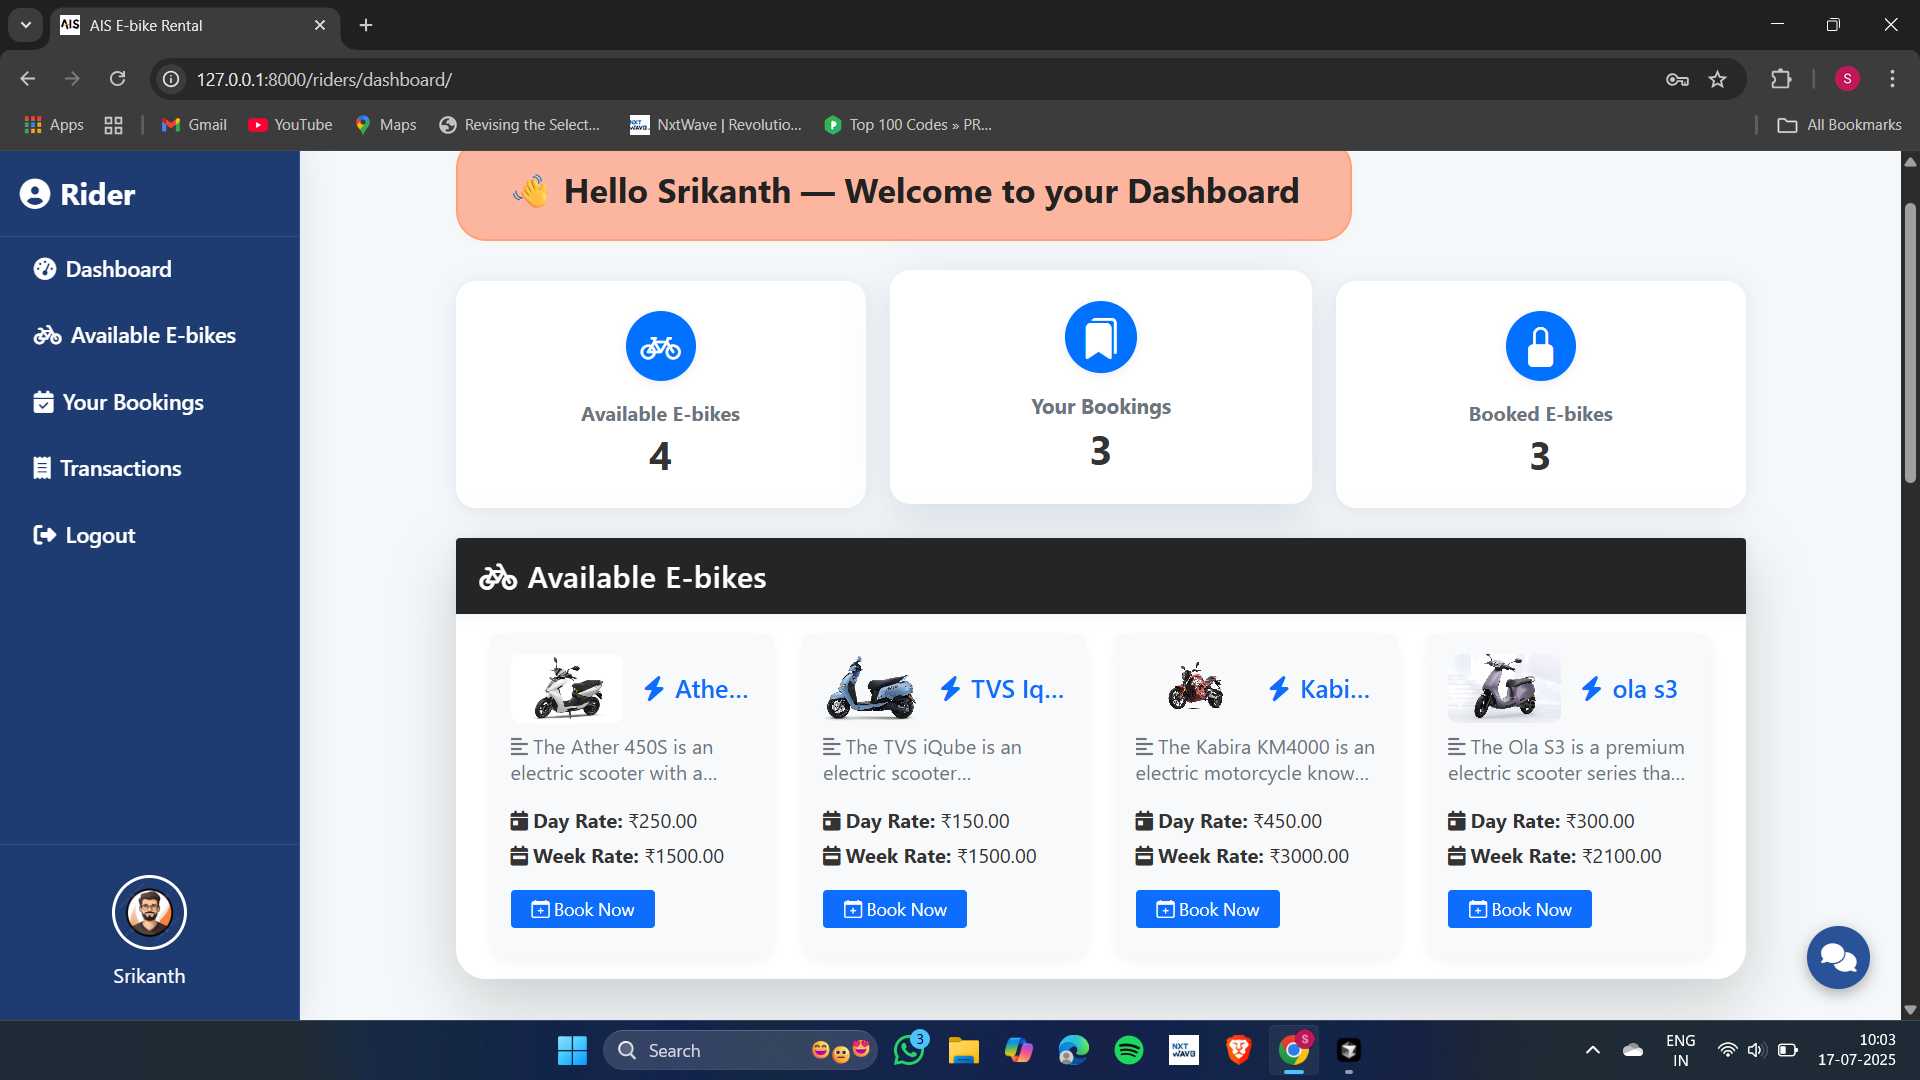 AIS AIS E-bike Rental
127.0.0.1:8000/riders/dashboard/
S
Apps
Gmail
YouTube
Maps
Revising the Select...
NXT WAVE NxtWave | Revolutio...
Top 100 Codes » PR...
All Bookmarks
Rider
Dashboard
Available E-bikes
Your Bookings
Transactions
Logout
Srikanth
👋 Hello Srikanth — Welcome to your Dashboard
Available E-bikes
4
Your Bookings
3
Booked E-bikes
3
Available E-bikes
Athe...
The Ather 450S is an
electric scooter with a...
Day Rate: ₹250.00
Week Rate: ₹1500.00
Book Now
TVS Iq...
The TVS iQube is an
electric scooter...
Day Rate: ₹150.00
Week Rate: ₹1500.00
Book Now
Kabi...
The Kabira KM4000 is an
electric motorcycle know...
Day Rate: ₹450.00
Week Rate: ₹3000.00
Book Now
ola s3
The Ola S3 is a premium
electric scooter series tha...
Day Rate: ₹300.00
Week Rate: ₹2100.00
Book Now
Search
3
NXT WAVE
S
ENG
IN
10:03
17-07-2025